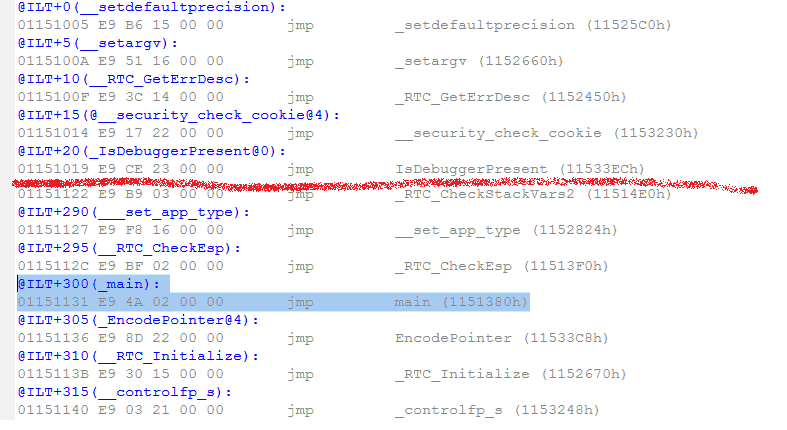 @ILT+0(__setdefaultprecision):
01151005 E9 B6 15 00 00 jmp _setdefaultprecision (11525C0h)
@ILT+5(__setargv):
0115100A E9 51 16 00 00 jmp _setargv (1152660h)
@ILT+10(__RTC_GetErrDesc):
0115100F E9 3C 14 00 00 jmp _RTC_GetErrDesc (1152450h)
@ILT+15(@__security_check_cookie@4):
01151014 E9 17 22 00 00 jmp __security_check_cookie (1153230h)
@ILT+20(_IsDebuggerPresent@0):
01151019 E9 CE 23 00 00 jmp IsDebuggerPresent (11533ECh)
01151122 E9 B9 03 00 00 jmp _RTC_CheckStackVars2 (11514E0h)
@ILT+290(___set_app_type):
01151127 E9 F8 16 00 00 jmp __set_app_type (1152824h)
@ILT+295(__RTC_CheckEsp):
0115112C E9 BF 02 00 00 jmp _RTC_CheckEsp (11513F0h)
@ILT+300(_main):
01151131 E9 4A 02 00 00 jmp main (1151380h)
@ILT+305(_EncodePointer@4):
01151136 E9 8D 22 00 00 jmp EncodePointer (11533C8h)
@ILT+310(__RTC_Initialize):
0115113B E9 30 15 00 00 jmp _RTC_Initialize (1152670h)
@ILT+315(__controlfp_s):
01151140 E9 03 21 00 00 jmp _controlfp_s (1153248h)